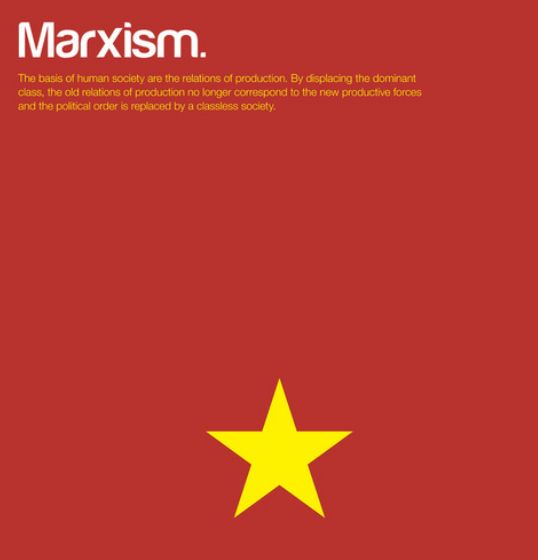 Marxism.
The basis of human society are the relations of production. By displacing the dominant
class, the old relations of production no longer correspond to the new productive forces
and the political order is replaced by a classless society.